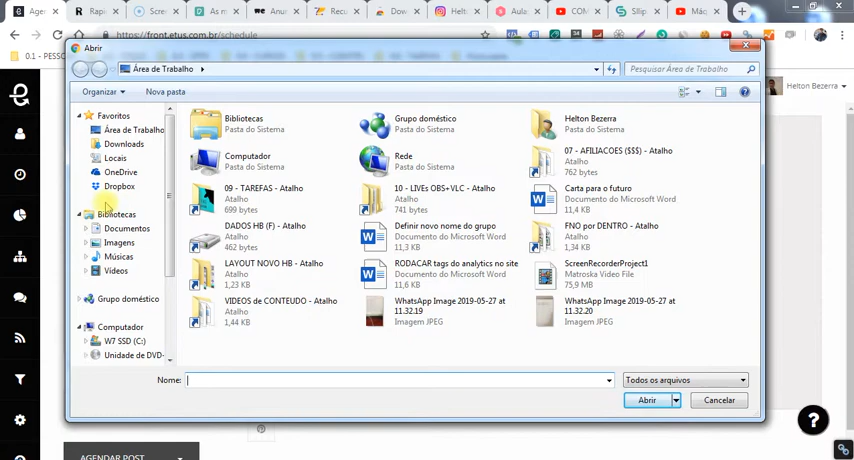 Age
Rapi
Scree
As m
Anu
Recu
Dow
Helt
Aula
COM
SIlip
Máq
https://front.etus.com.br/schedule
0.1 - PESSO
Abrir
Área de Trabalho
Pesquisar Área de Trabalho
Organizar
Nova pasta
Helton Bezerra
Favoritos
Área de Trabalho
Downloads
Locais
OneDrive
Dropbox
Bibliotecas
Documentos
Imagens
Músicas
Vídeos
Grupo doméstico
Computador
W7 SSD (C:)
Unidade de DVD-
Bibliotecas
Pasta do Sistema
Grupo doméstico
Pasta do Sistema
Helton Bezerra
Pasta do Sistema
Computador
Pasta do Sistema
Rede
Pasta do Sistema
07 - AFILIACOES ($$$) - Atalho
Atalho
762 bytes
09 - TAREFAS - Atalho
Atalho
699 bytes
10 - LIVEs OBS+VLC - Atalho
Atalho
741 bytes
Carta para o futuro
Documento do Microsoft Word
11,4 KB
DADOS HB (F) - Atalho
Atalho
462 bytes
Definir novo nome do grupo
Documento do Microsoft Word
11,3 KB
FNO por DENTRO - Atalho
Atalho
1,34 KB
LAYOUT NOVO HB - Atalho
Atalho
1,23 KB
RODACAR tags do analytics no site
Documento do Microsoft Word
11,6 KB
ScreenRecorderProject1
Matroska Video File
75,9 MB
VIDEOS de CONTEUDO - Atalho
Atalho
1,44 KB
WhatsApp Image 2019-05-27 at
11.32.19
Imagem JPEG
WhatsApp Image 2019-05-27 at
11.32.20
Imagem JPEG
Nome:
Todos os arquivos
Abrir
Cancelar
AGENDAR POST
?